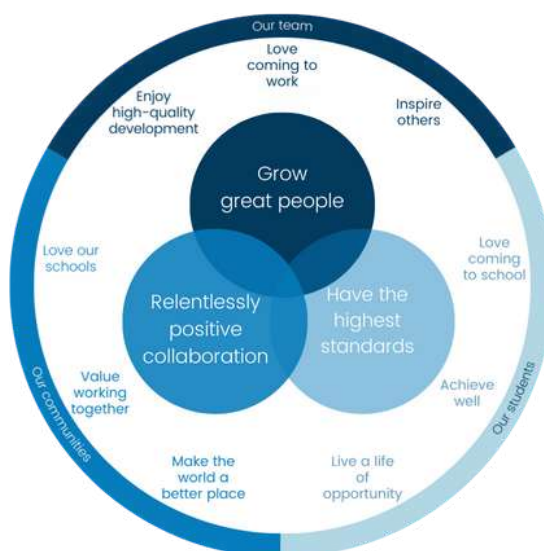 Our team
Love
coming to
work
Enjoy
high-quality
development
Inspire
others
Grow
great people
Love our
schools
Love
coming
to school
Relentlessly
positive
collaboration
Have the
highest
standards
Value
working
together
Achieve
well
Our communities
Our students
Make the
world a
better place
Live a life
of
opportunity